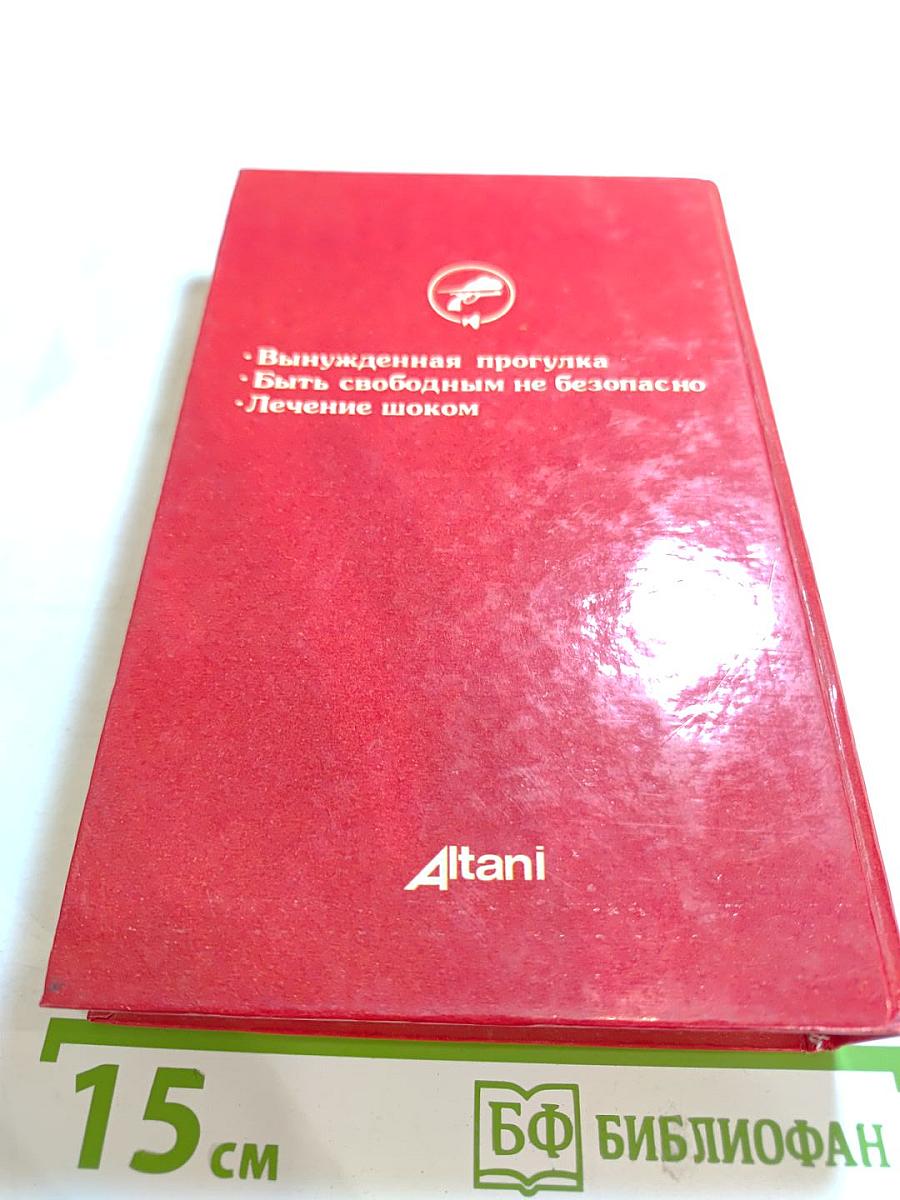 •Вынужденная прогулка
•Быть свободным не безопасно
•Лечение шоком
Altani
15 см
БФ БИБЛИОФАН